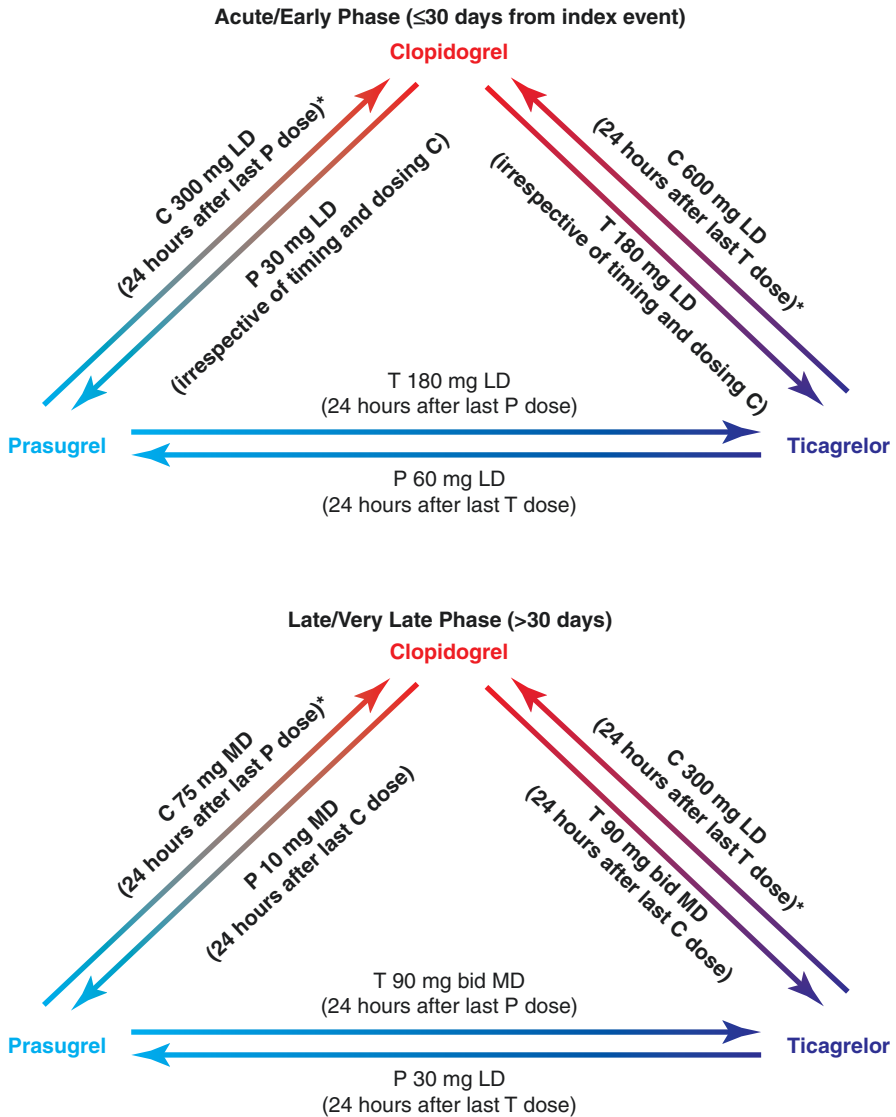 Acute/Early Phase (≤30 days from index event)
Clopidogrel
C 300 mg LD
(24 hours after last P dose)*
P 30 mg LD
(irrespective of timing and dosing C)
C 600 mg LD
(24 hours after last T dose)*
T 180 mg LD
(irrespective of timing and dosing C)
T 180 mg LD
(24 hours after last P dose)
Prasugrel
Ticagrelor
P 60 mg LD
(24 hours after last T dose)
Late/Very Late Phase (>30 days)
Clopidogrel
C 75 mg MD
(24 hours after last P dose)*
P 10 mg MD
(24 hours after last C dose)
C 300 mg LD
(24 hours after last T dose)*
T 90 mg bid MD
(24 hours after last C dose)
T 90 mg bid MD
(24 hours after last P dose)
Prasugrel
Ticagrelor
P 30 mg LD
(24 hours after last T dose)